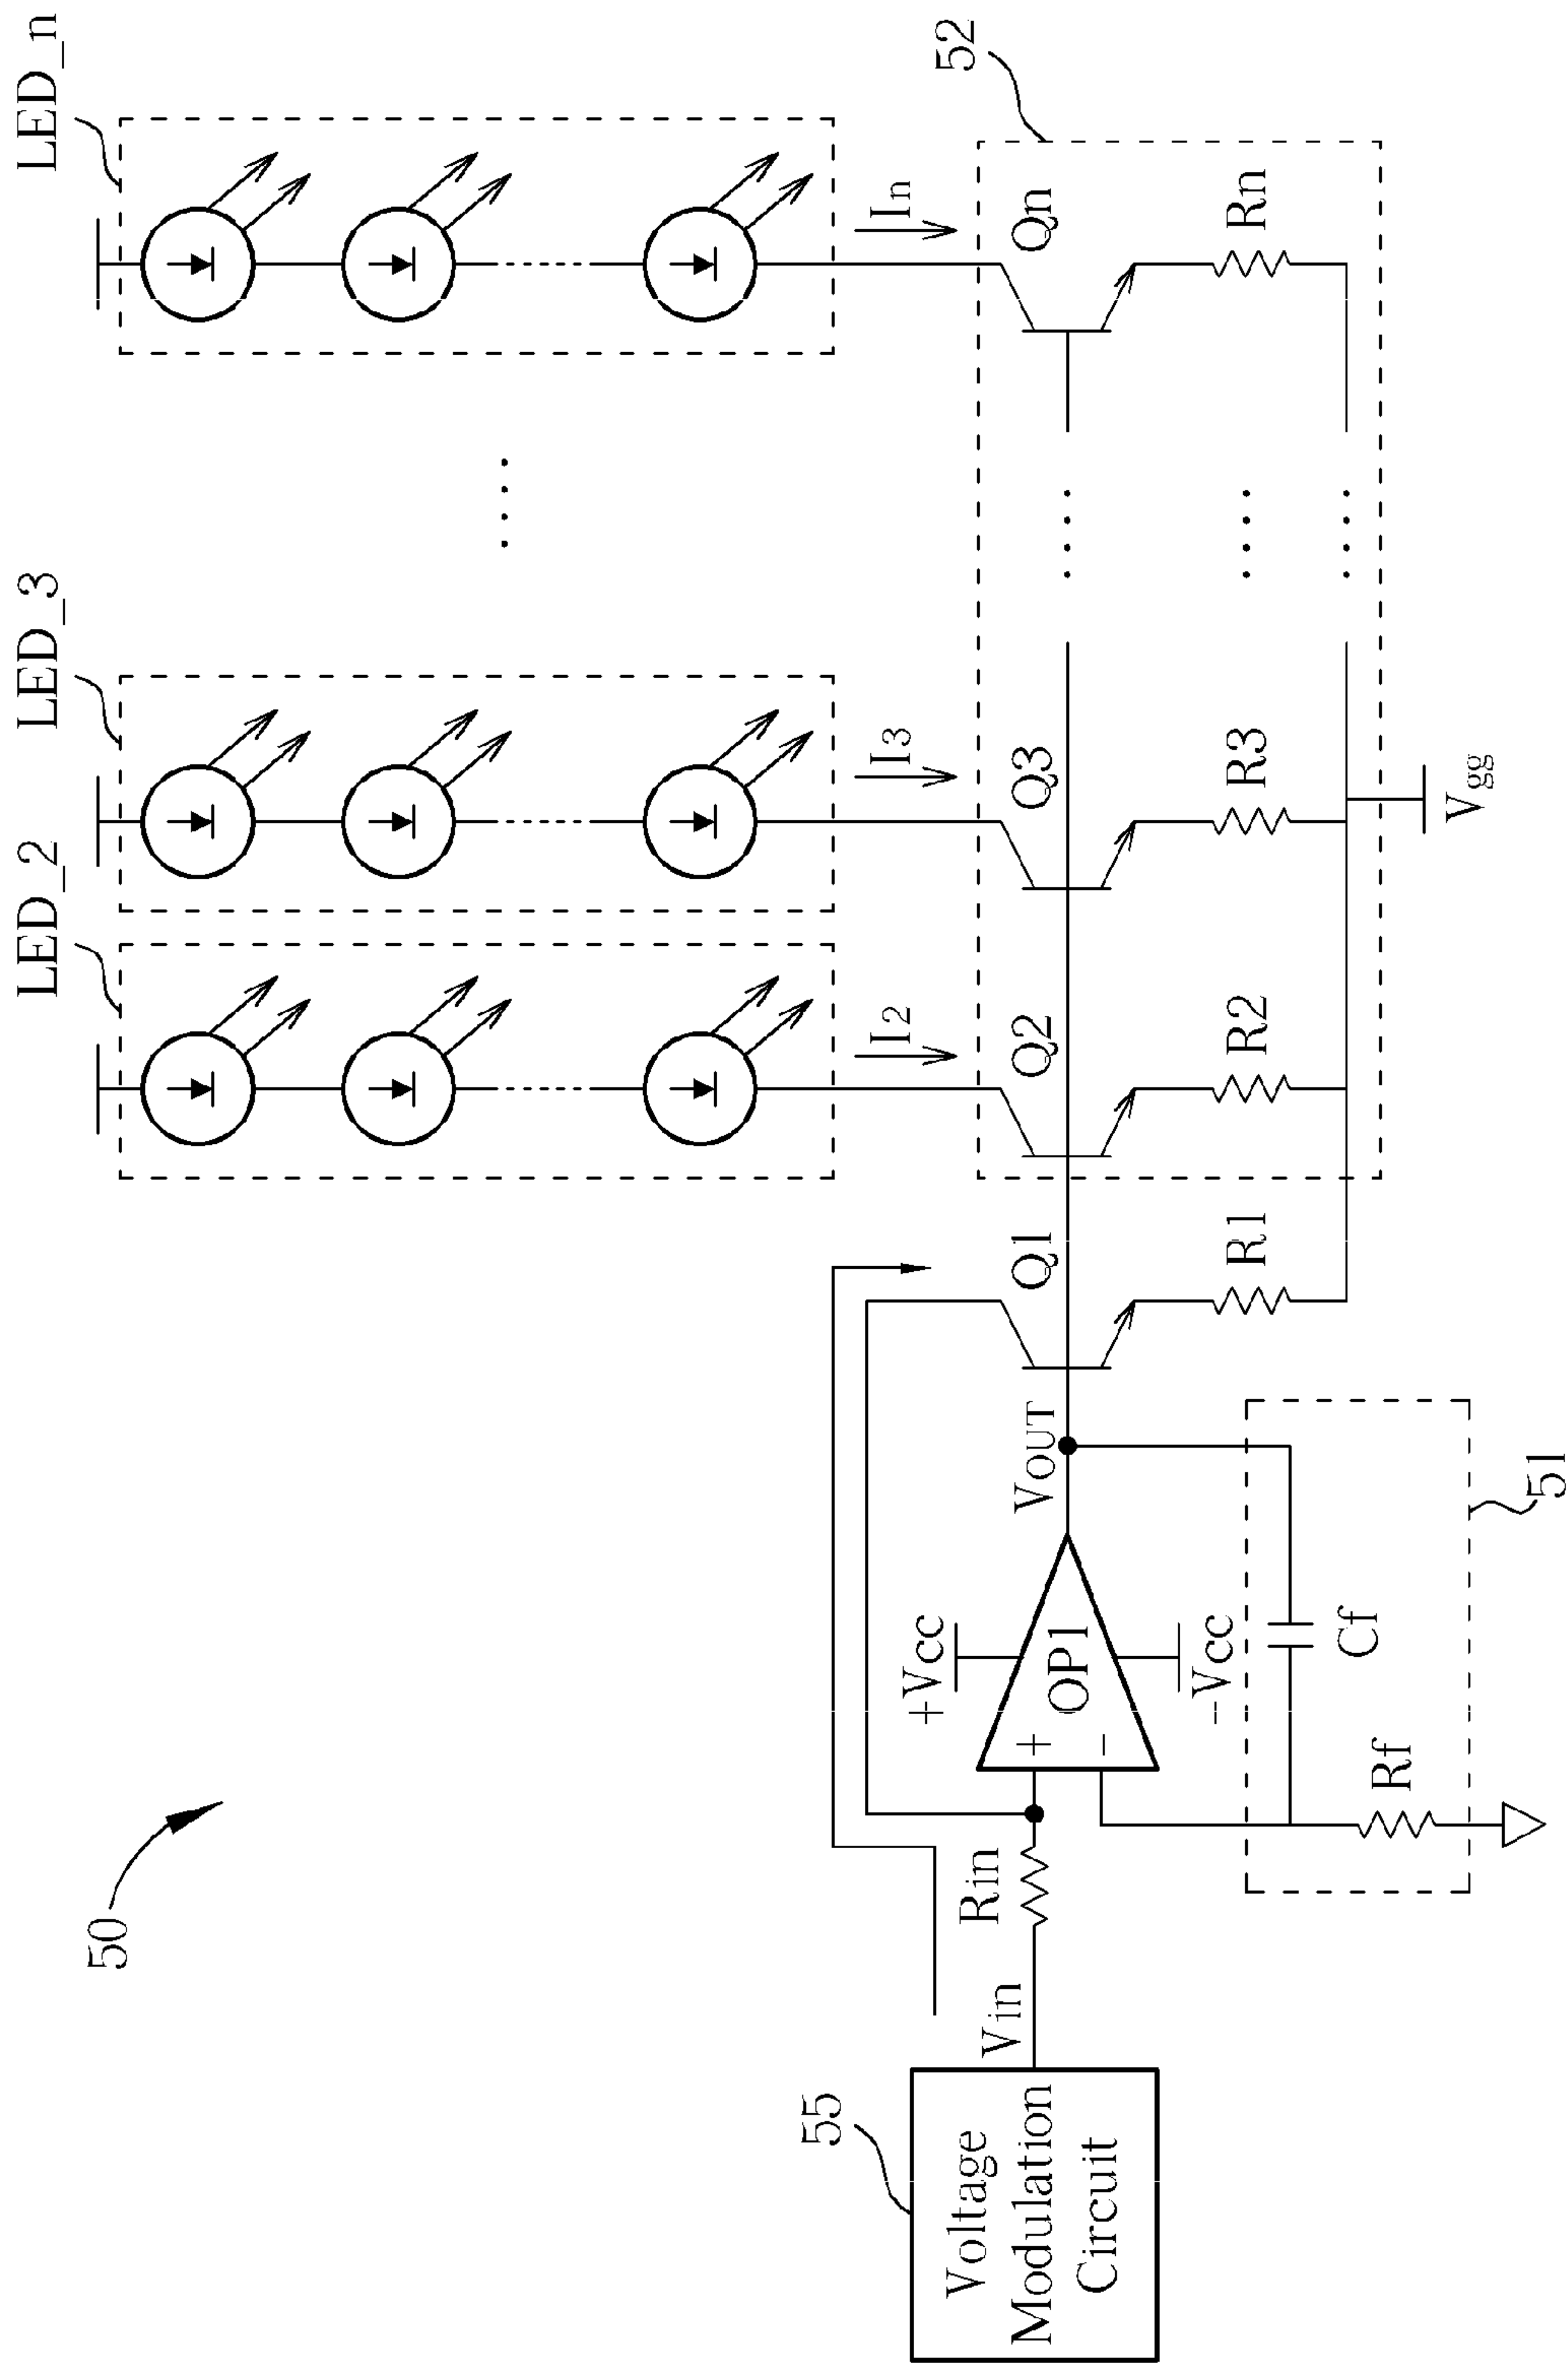 50
LED_2
LED_3
LED_n
I2
I3
In
52
55
Voltage
Modulation
Circuit
Vin
Rin
+Vcc
OP1
+
−
-Vcc
VOUT
Q1
Q2
Q3
Qn
R1
R2
R3
Rn
Cf
Rf
51
Vgg